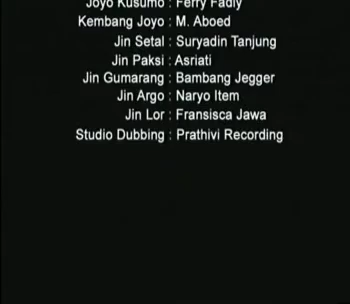 Joyo Kusumo : Ferry Fadly
Kembang Joyo : M. Aboed
Jin Setal : Suryadin Tanjung
Jin Paksi : Asriati
Jin Gumarang : Bambang Jegger
Jin Argo : Naryo Item
Jin Lor : Fransisca Jawa
Studio Dubbing : Prathivi Recording